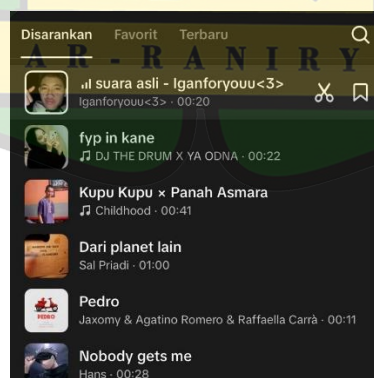 Disarankan Favorit Terbaru
AR-RANIRY
suara asli - Iganforyouu<3>
Iganforyouu<3> · 00:20
fyp in kane
DJ THE DRUM X YA ODNA · 00:22
Kupu Kupu × Panah Asmara
Childhood · 00:41
Dari planet lain
Sal Priadi · 01:00
PEDRO
Pedro
Jaxomy & Agatino Romero & Raffaella Carrà · 00:11
Nobody gets me
Hans · 00:28